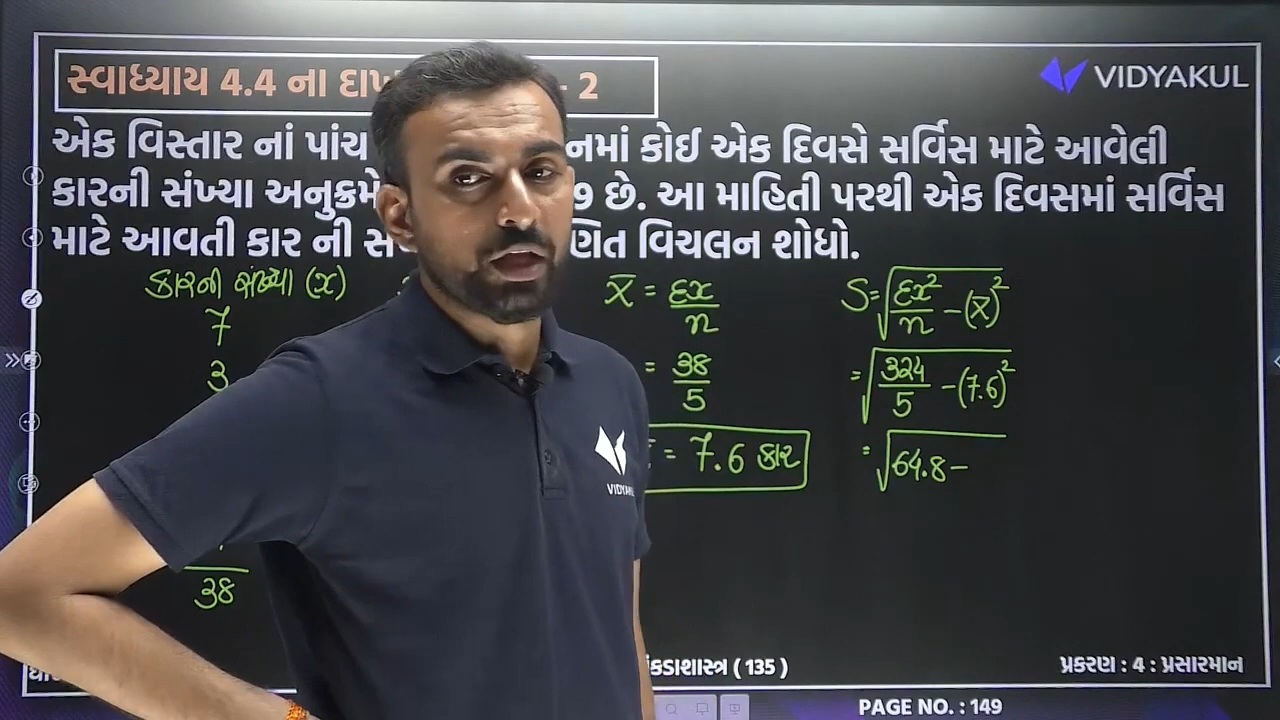 સ્વાધ્યાય 4.4 ના - 2
VIDYAKUL
એક વિસ્તાર નાં પાંચ નમાં કોઈ એક દિવસે સર્વિસ માટે આવેલી
કારની સંખ્યા અનુક્રમે 9 છે. આ માહિતી પરથી એક દિવસમાં સર્વિસ
માટે આવતી કાર ની વિચલન શોધો.
કારની સંખ્યા (x)
7
3
38
x̄ = Σx/n
= 38/5
= 7.6 કાર
S = √(Σx²/n - (x̄)²)
= √(324/5 - (7.6)²)
= √(64.8 -
VIDYAKUL
(135)
પ્રકરણ : 4 : પ્રસારમાન
PAGE NO. : 149